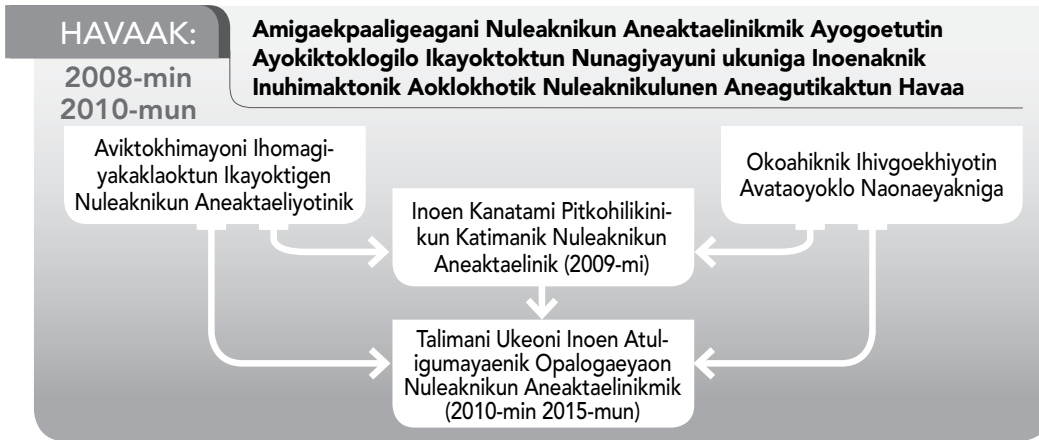 HAVAAK:
2008-min
2010-mun
Amigaekpaaligeagani Nuleaknikun Aneaktaelinikmik Ayogoetutin
Ayokiktoklogilo Ikayoktoktun Nunagiyayuni ukuniga Inoenaknik
Inuhimaktonik Aoklokhotik Nuleaknikulunen Aneagutikaktun Havaa
Aviktokhimayoni Ihomagi-
yakaklaoktun Ikayoktigen
Nuleaknikun Aneaktaeliyotinik
Okoahiknik Ihivgoekhiyotin
Avataoyoklo Naonaeyakniga
Inoen Kanatami Pitkohilikini-
kun Katimanik Nuleaknikun
Aneaktaelinik (2009-mi)
Talimani Ukeoni Inoen Atul-
igumayaenik Opalogaeyaon
Nuleaknikun Aneaktaelinikmik
(2010-min 2015-mun)